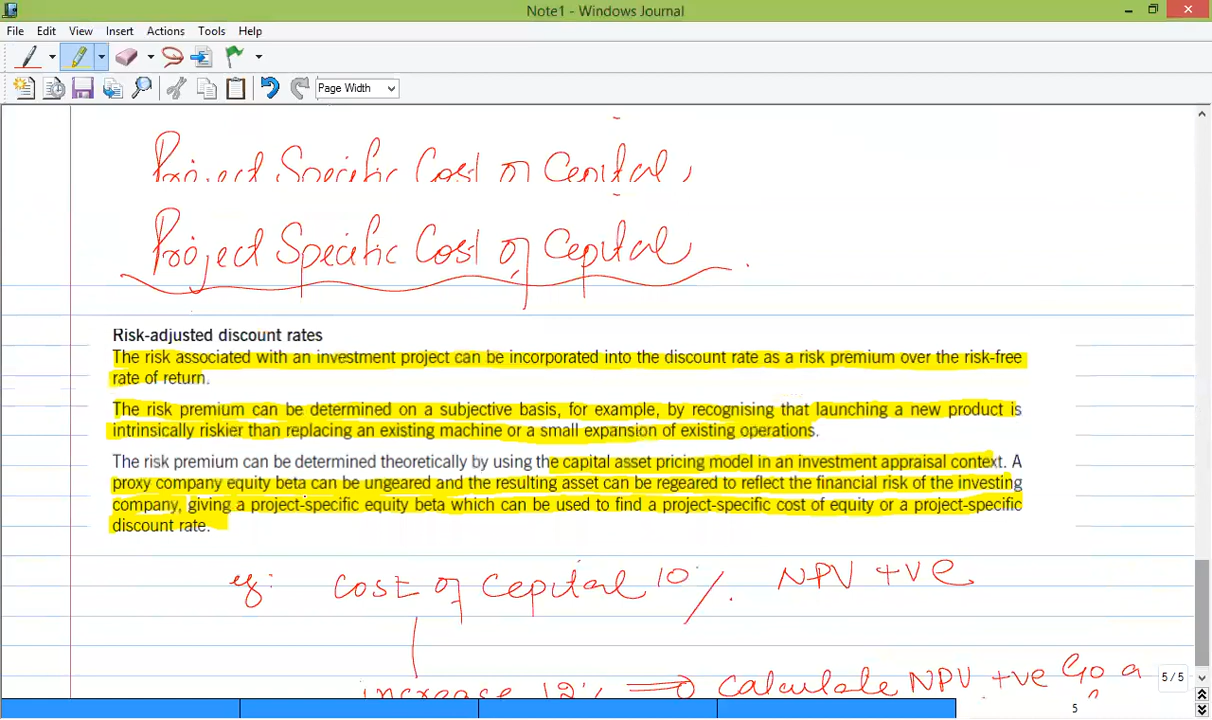 Note1 - Windows Journal
File Edit View Insert Actions Tools Help
Page Width
Project Specific Cost of Capital,
Project Specific Cost of Capital
Risk-adjusted discount rates
The risk associated with an investment project can be incorporated into the discount rate as a risk premium over the risk-free
rate of return.
The risk premium can be determined on a subjective basis, for example, by recognising that launching a new product is
intrinsically riskier than replacing an existing machine or a small expansion of existing operations.
The risk premium can be determined theoretically by using the capital asset pricing model in an investment appraisal context. A
proxy company equity beta can be ungeared and the resulting asset can be regeared to reflect the financial risk of the investing
company, giving a project-specific equity beta which can be used to find a project-specific cost of equity or a project-specific
discount rate.
eg: Cost of Capital 10%. NPV +ve
increase 12% ⇒ Calculate NPV +ve Go a
5 / 5
5